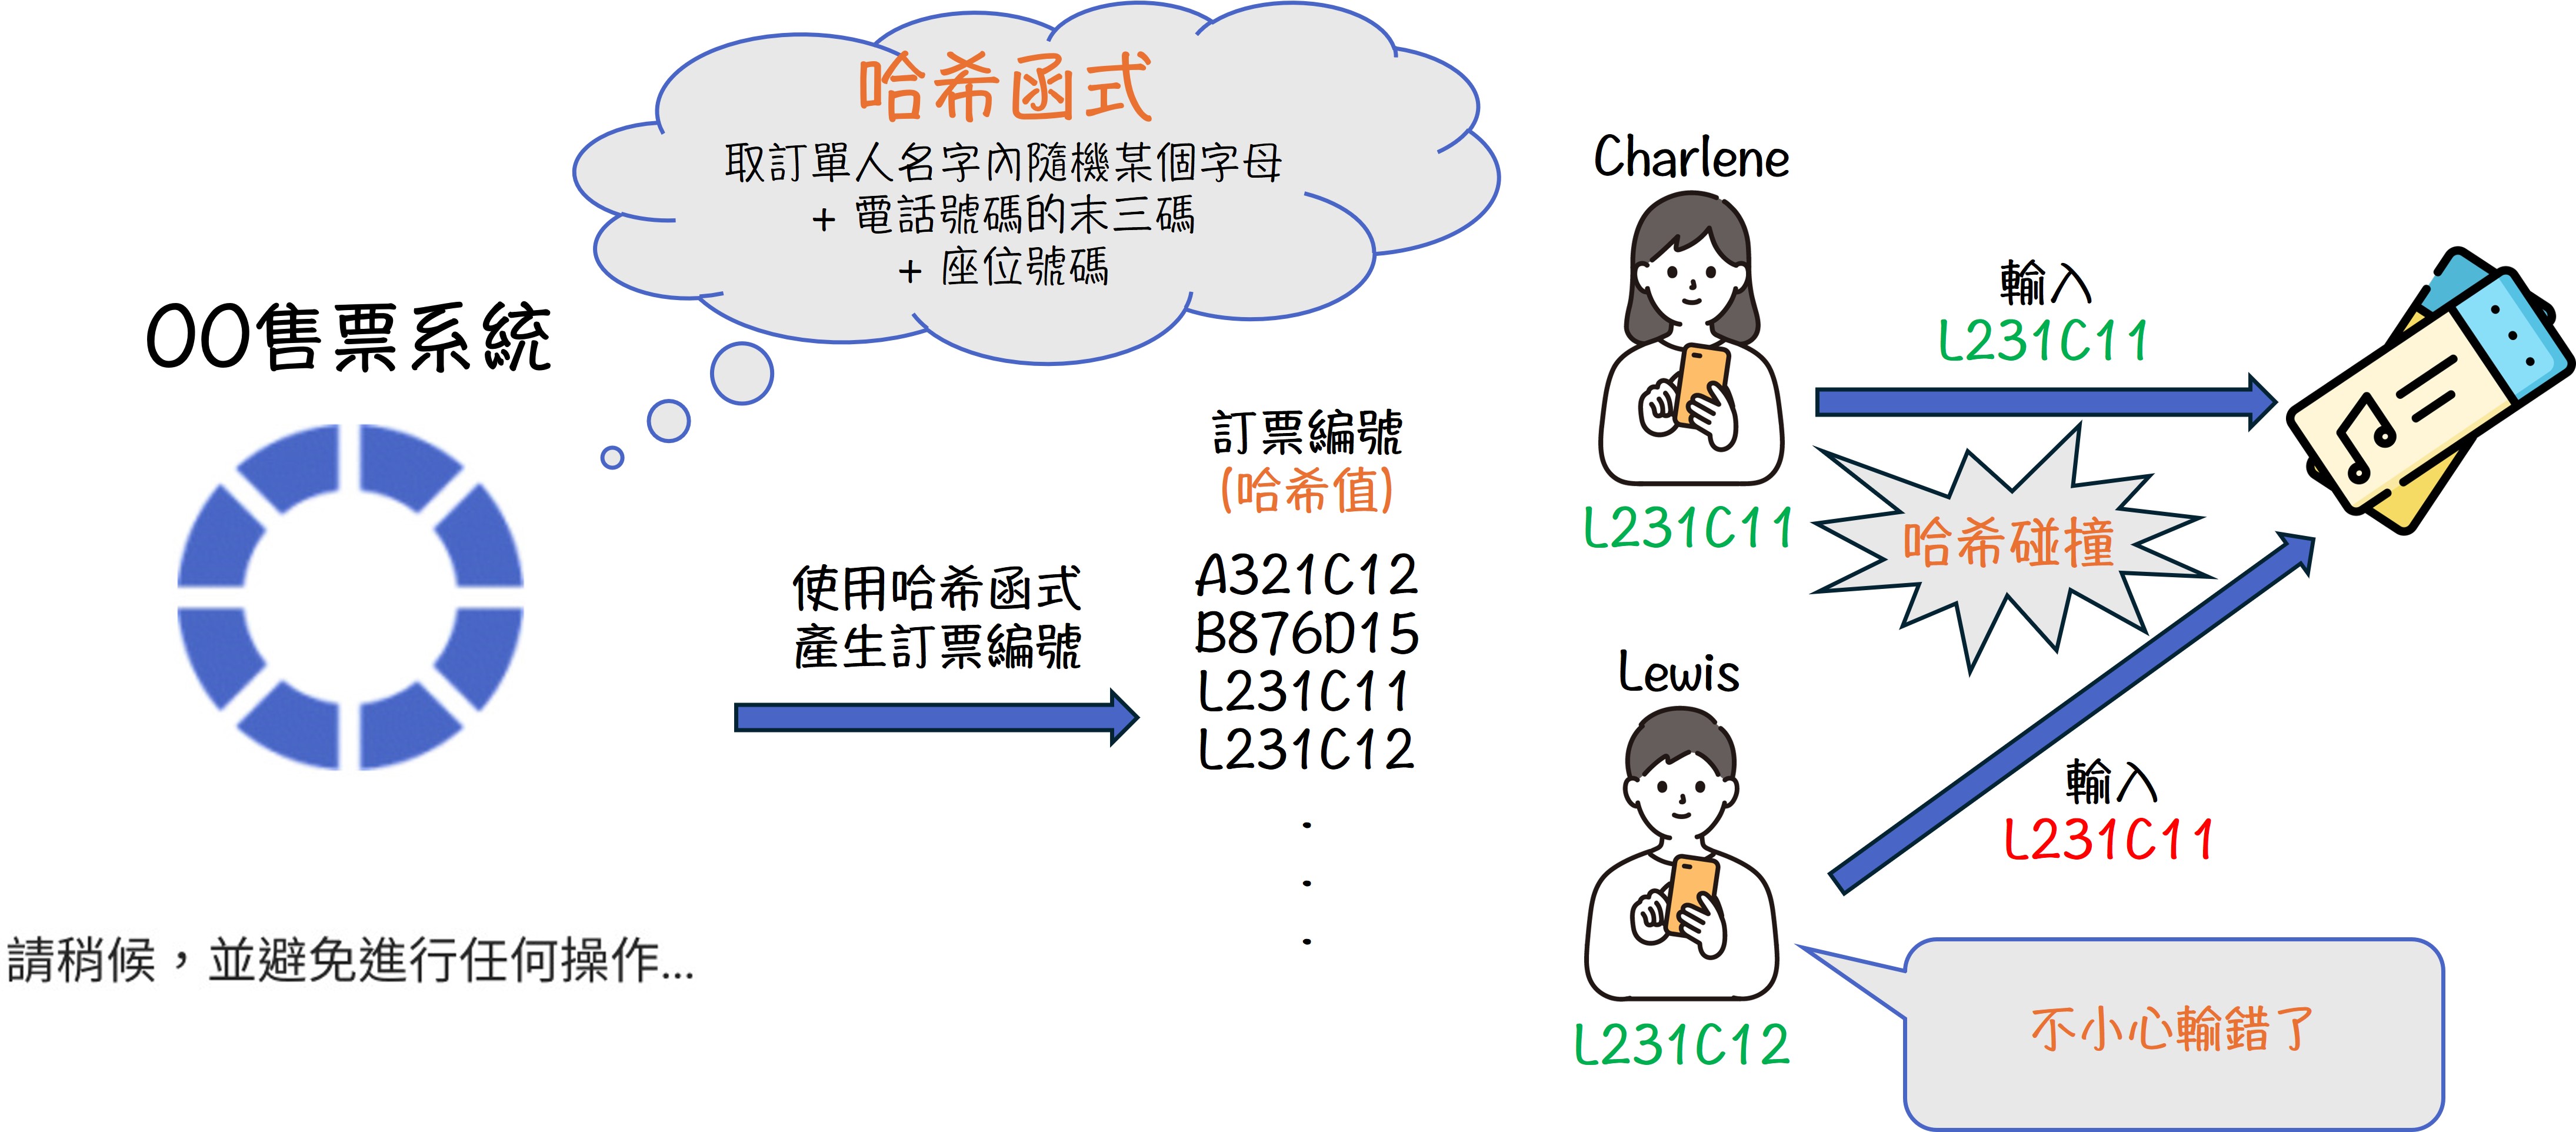 哈希函式
取訂單人名字內隨機某個字母
+ 電話號碼的末三碼
+ 座位號碼
OO售票系統
請稍候，並避免進行任何操作...
使用哈希函式
產生訂票編號
訂票編號
(哈希值)
A321C12
B876D15
L231C11
L231C12
.
.
.
Charlene
L231C11
輸入
L231C11
哈希碰撞
Lewis
L231C12
輸入
L231C11
不小心輸錯了